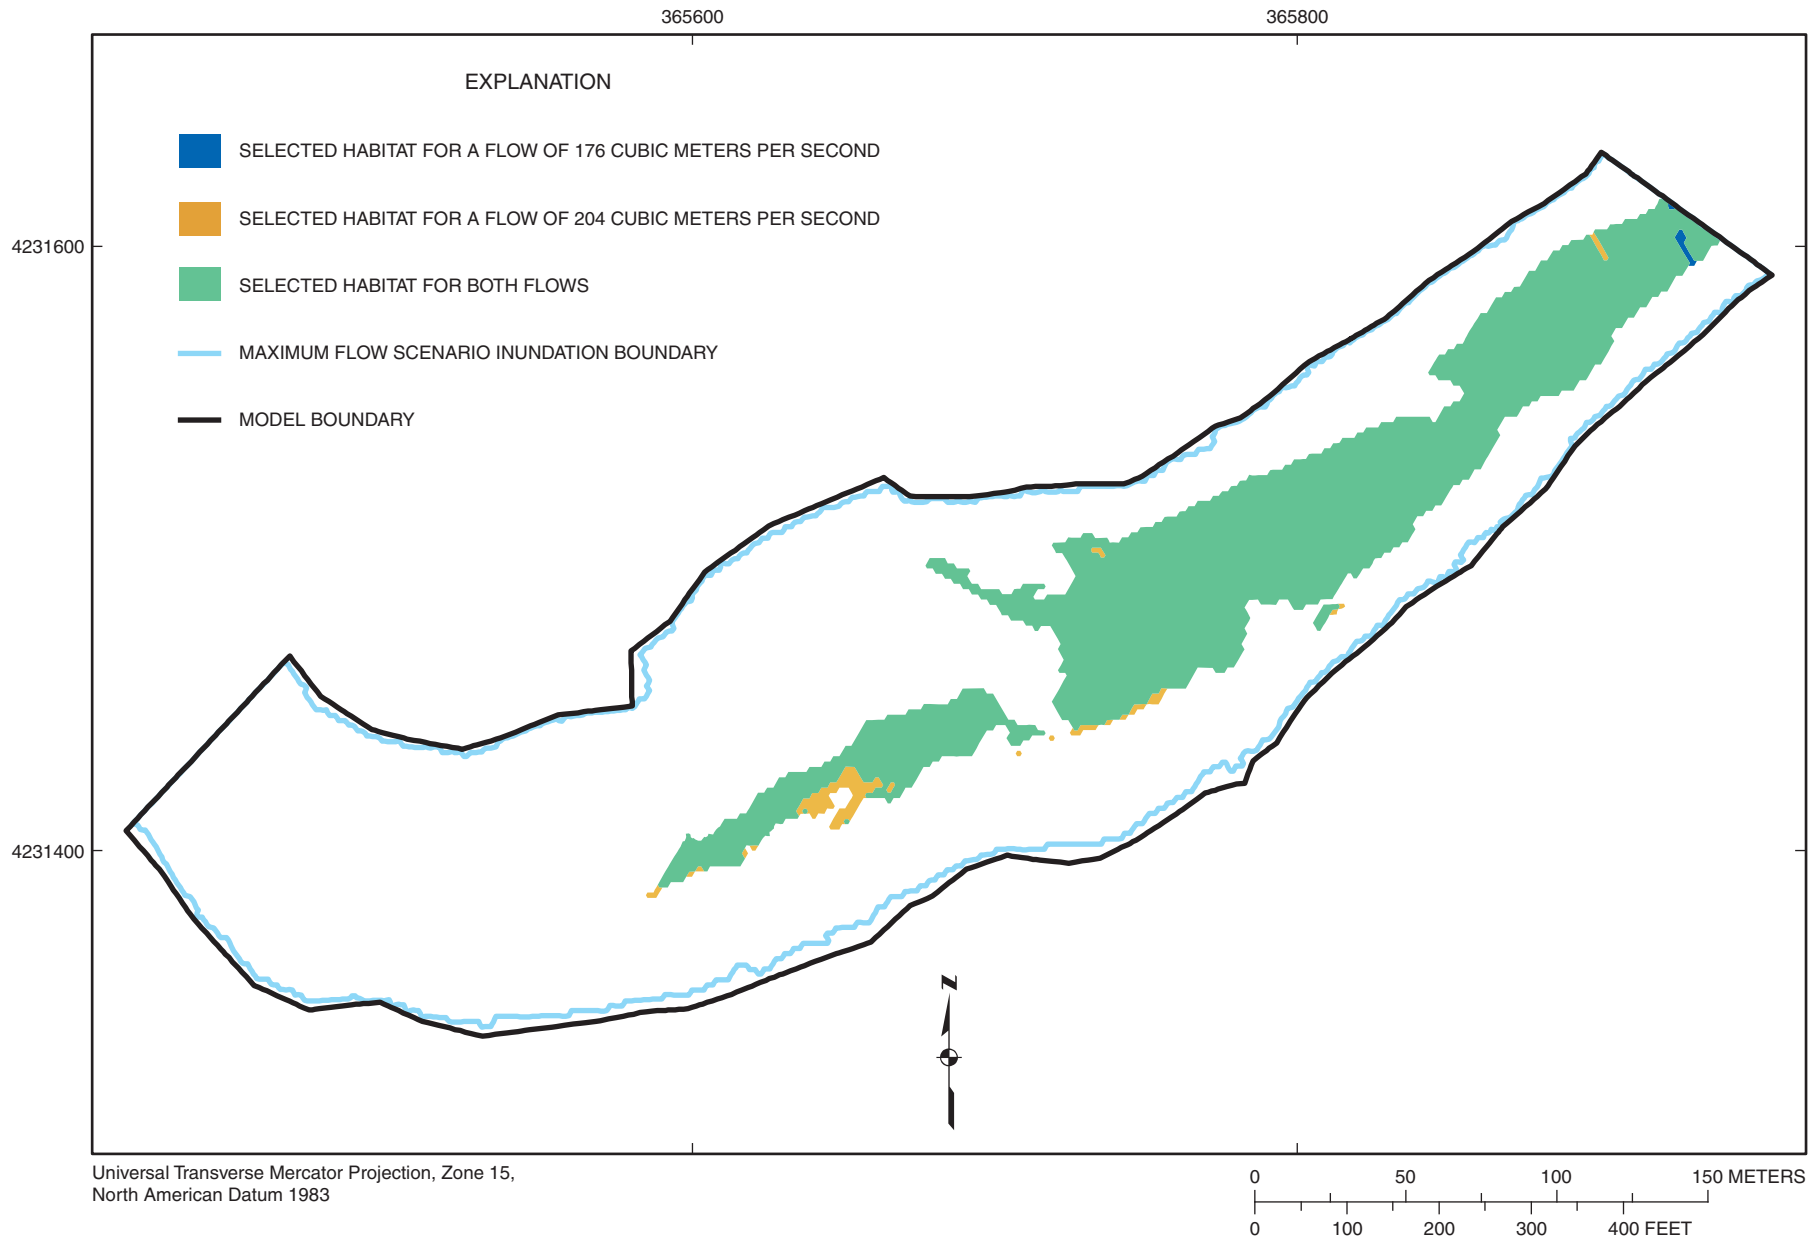 365600
365800
EXPLANATION
SELECTED HABITAT FOR A FLOW OF 176 CUBIC METERS PER SECOND
SELECTED HABITAT FOR A FLOW OF 204 CUBIC METERS PER SECOND
4231600
SELECTED HABITAT FOR BOTH FLOWS
MAXIMUM FLOW SCENARIO INUNDATION BOUNDARY
MODEL BOUNDARY
4231400
N
Universal Transverse Mercator Projection, Zone 15,
North American Datum 1983
0 50 100 150 METERS
0 100 200 300 400 FEET